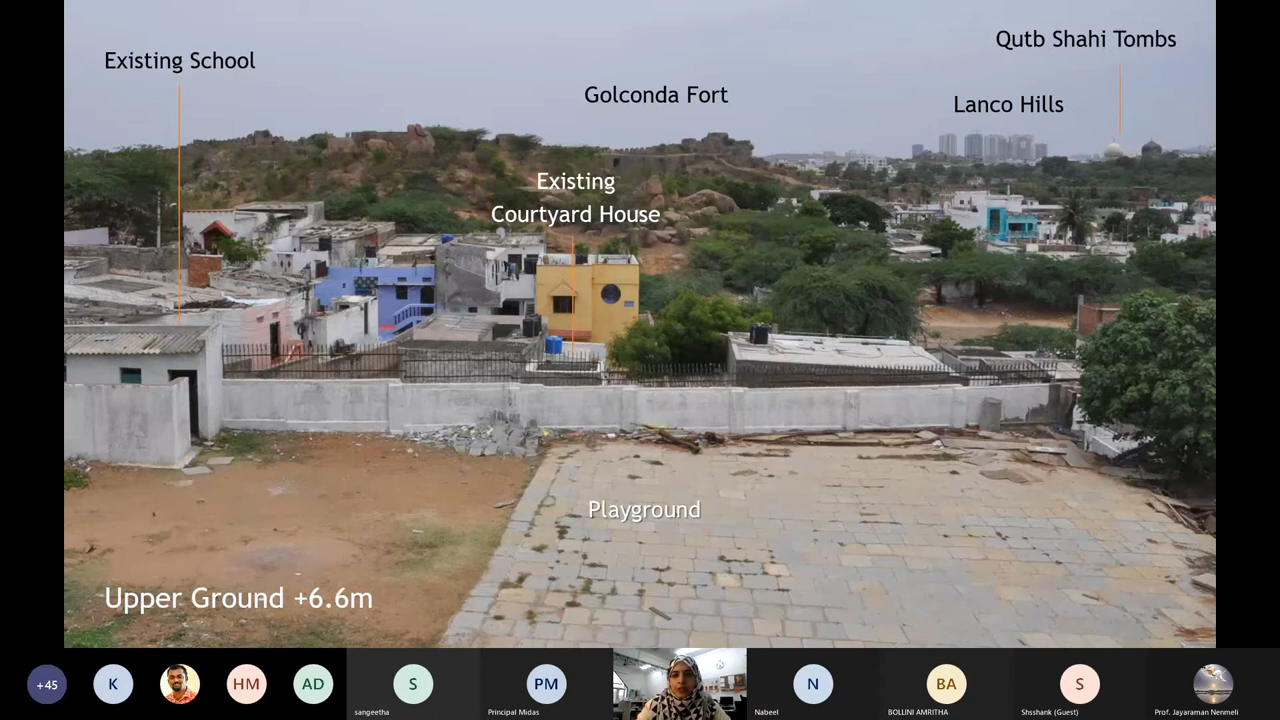 Existing School
Qutb Shahi Tombs
Golconda Fort
Lanco Hills
Existing
Courtyard House
Playground
Upper Ground +6.6m
+45
K
HM
AD
S
sangeetha
PM
Principal Midas
N
Nabeel
BA
BOLLINI AMRITHA
S
Shsshank (Guest)
Prof. Jayaraman Nenmeli